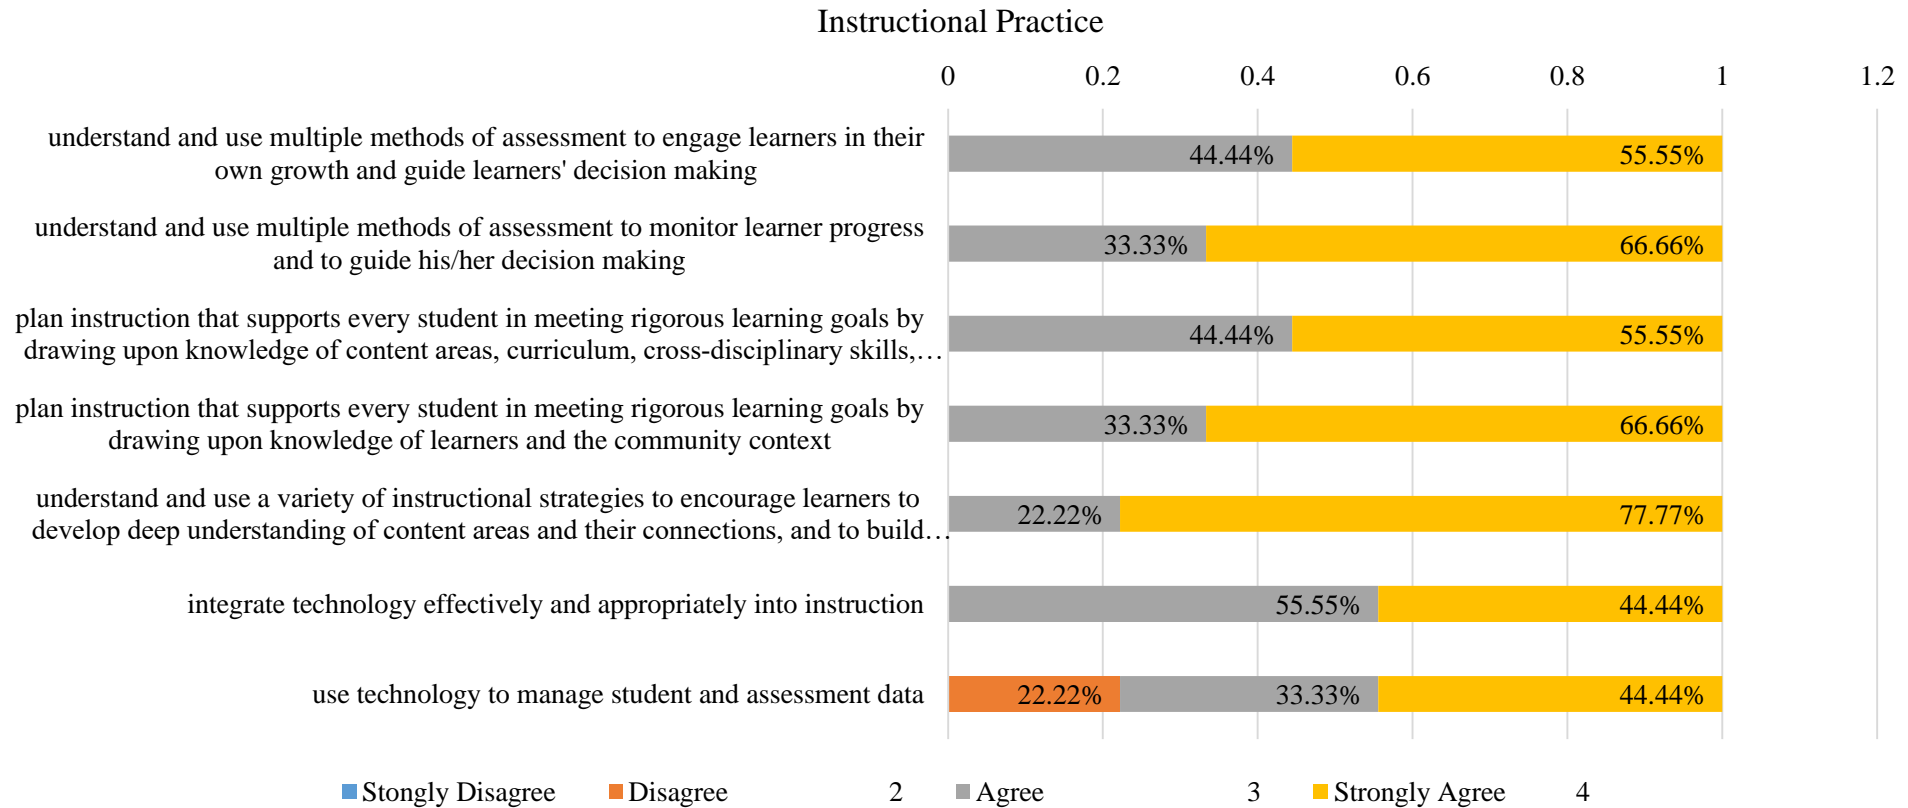 Instructional Practice
0 0.2 0.4 0.6 0.8 1 1.2
understand and use multiple methods of assessment to engage learners in their
own growth and guide learners' decision making
44.44% 55.55%
understand and use multiple methods of assessment to monitor learner progress
and to guide his/her decision making
33.33% 66.66%
plan instruction that supports every student in meeting rigorous learning goals by
drawing upon knowledge of content areas, curriculum, cross-disciplinary skills,…
44.44% 55.55%
plan instruction that supports every student in meeting rigorous learning goals by
drawing upon knowledge of learners and the community context
33.33% 66.66%
understand and use a variety of instructional strategies to encourage learners to
develop deep understanding of content areas and their connections, and to build…
22.22% 77.77%
integrate technology effectively and appropriately into instruction
55.55% 44.44%
use technology to manage student and assessment data
22.22% 33.33% 44.44%
Stongly Disagree Disagree 2 Agree 3 Strongly Agree 4